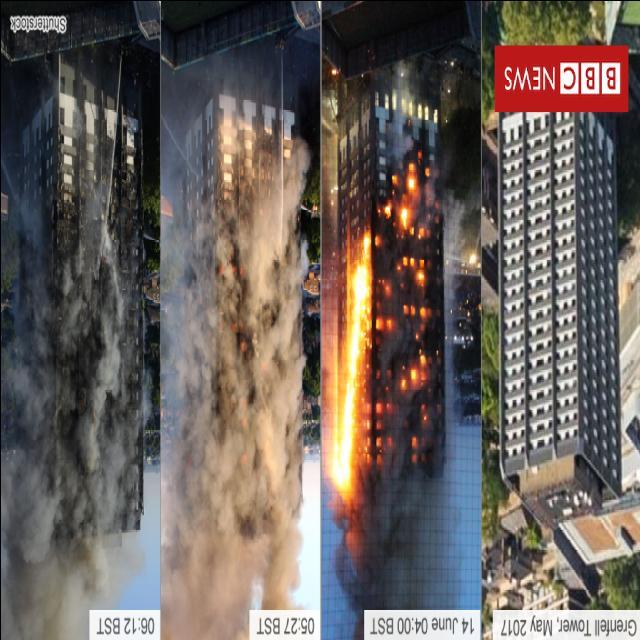 Grenfell Tower, May 2017
14 June 04:00 BST
05:27 BST
06:12 BST
BBC NEWS
Shutterstock